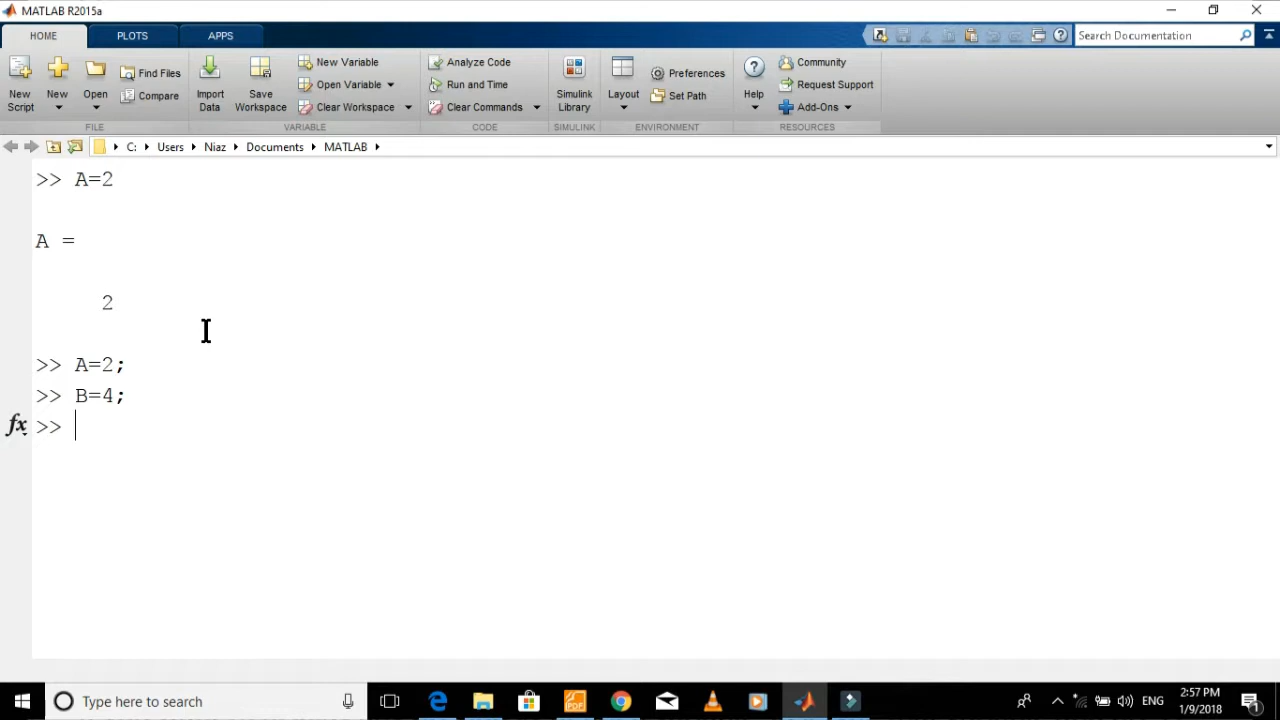 MATLAB R2015a
HOME PLOTS APPS
Search Documentation
New Script
New
Open
Find Files
Compare
Import Data
Save Workspace
New Variable
Open Variable
Clear Workspace
Analyze Code
Run and Time
Clear Commands
Simulink Library
Layout
Preferences
Set Path
Help
Community
Request Support
Add-Ons
FILE VARIABLE CODE SIMULINK ENVIRONMENT RESOURCES
C: Users Niaz Documents MATLAB
>> A=2
A =
2
>> A=2;
>> B=4;
fx >>
Type here to search
PDF
ENG
2:57 PM
1/9/2018
1